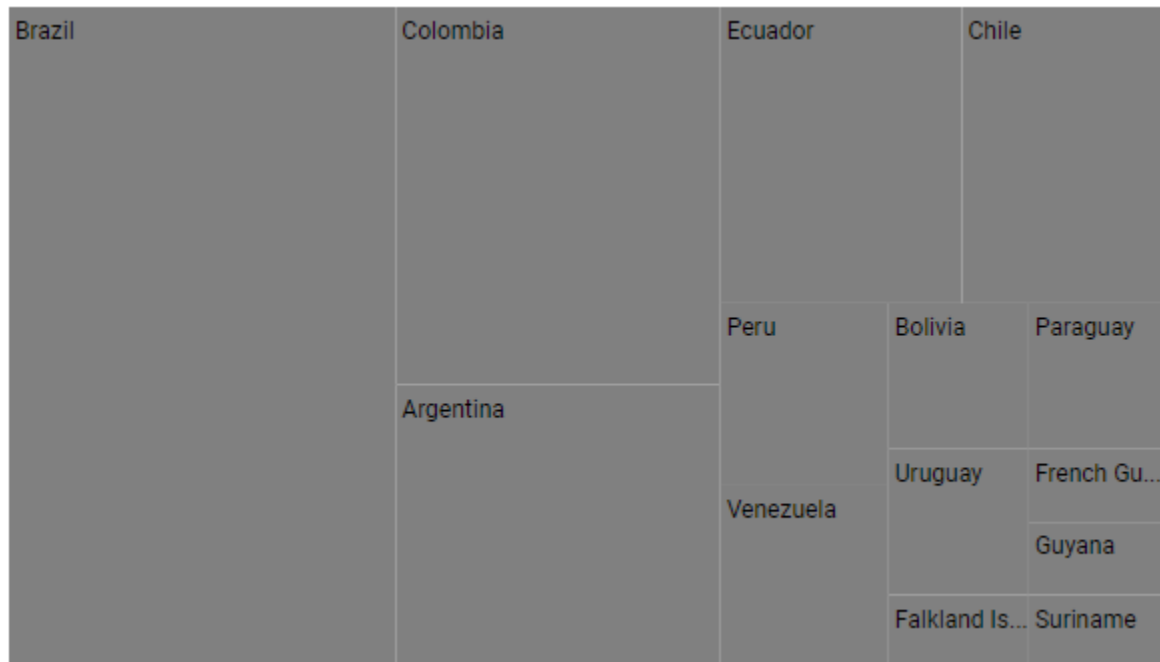 Brazil
Colombia
Ecuador
Chile
Peru
Bolivia
Paraguay
Argentina
Uruguay
French Gu...
Venezuela
Guyana
Falkland Is...
Suriname